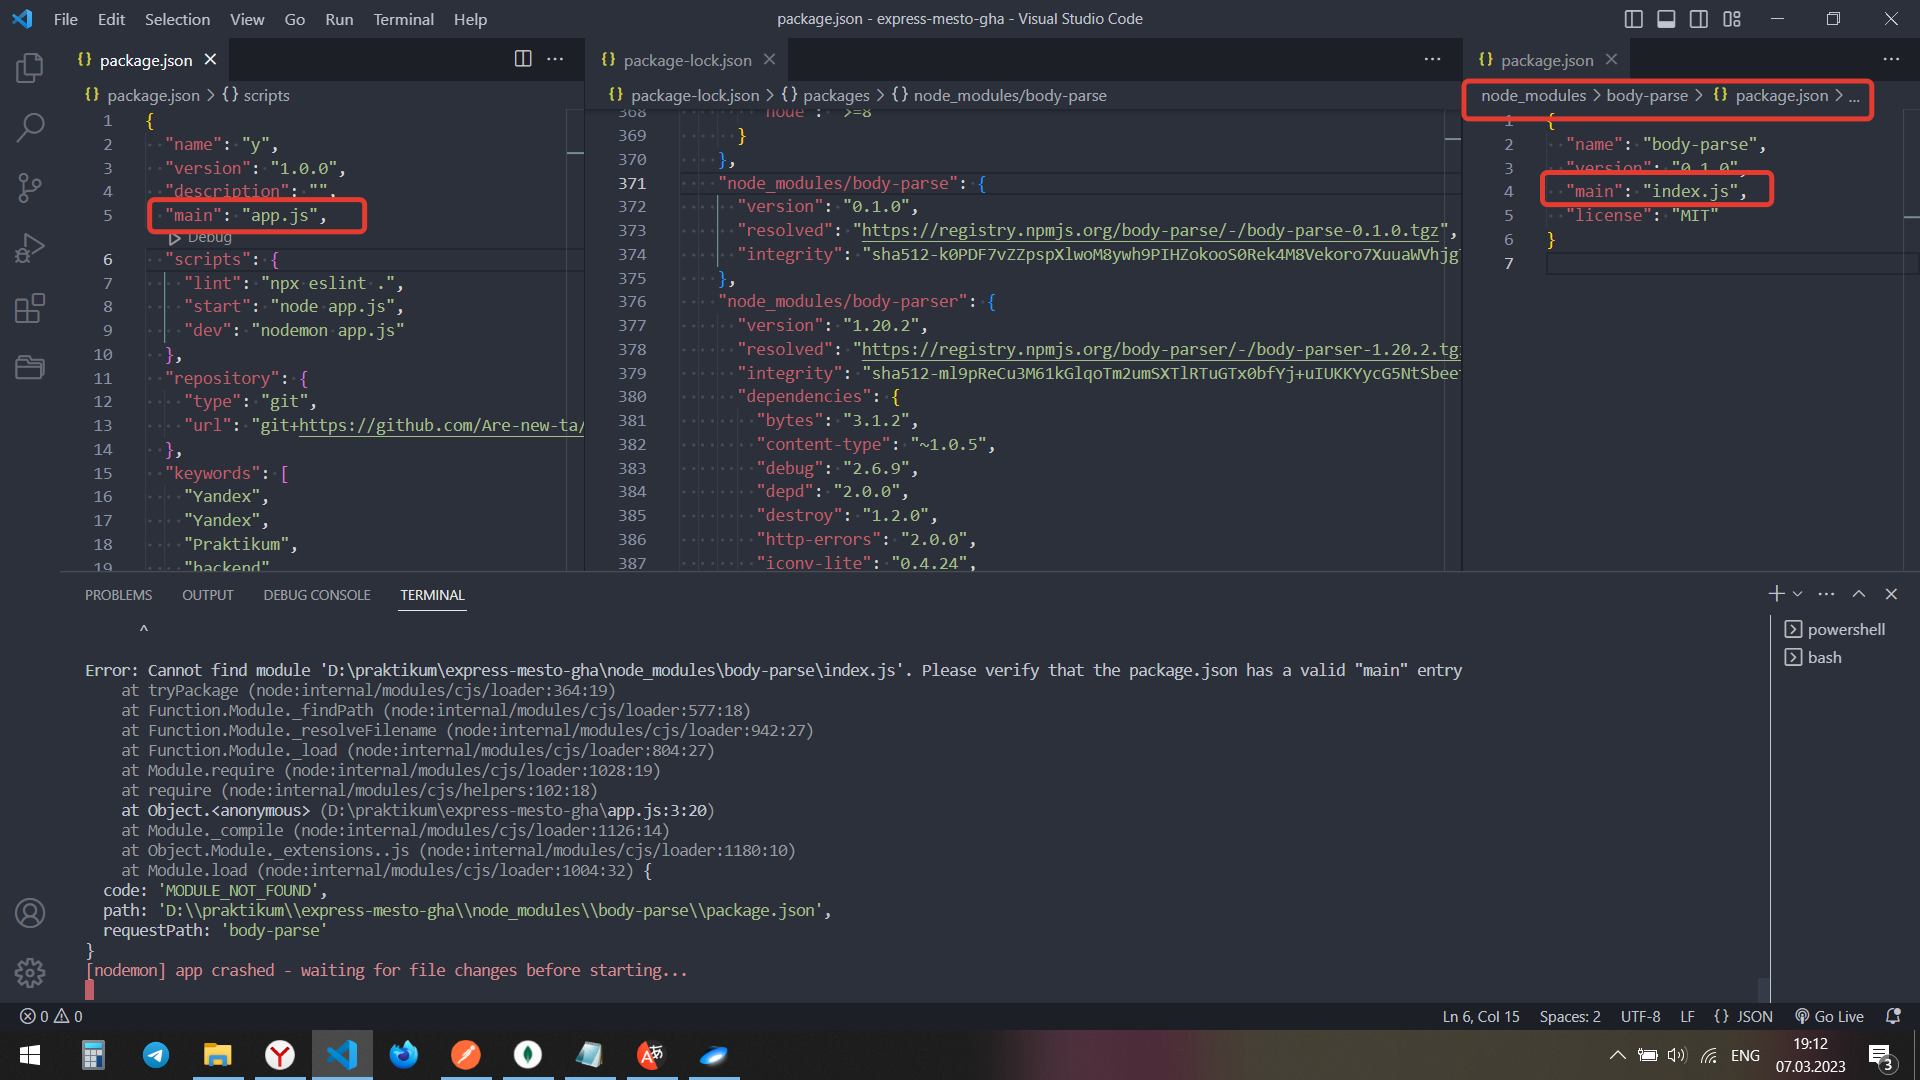 File Edit Selection View Go Run Terminal Help
package.json - express-mesto-gha - Visual Studio Code
package.json
package.json > {} scripts
1 {
2 "name": "y",
3 "version": "1.0.0",
4 "description": "",
5 "main": "app.js",
Debug
6 "scripts": {
7 "lint": "npx eslint .",
8 "start": "node app.js",
9 "dev": "nodemon app.js"
10 },
11 "repository": {
12 "type": "git",
13 "url": "git+https://github.com/Are-new-ta/
14 },
15 "keywords": [
16 "Yandex",
17 "Yandex",
18 "Praktikum",
19 "backend"
package-lock.json
package-lock.json > {} packages > {} node_modules/body-parse
368 "node": ">=8"
369 }
370 },
371 "node_modules/body-parse": {
372 "version": "0.1.0",
373 "resolved": "https://registry.npmjs.org/body-parse/-/body-parse-0.1.0.tgz",
374 "integrity": "sha512-k0PDF7vZZpspXlwoM8ywh9PIHZokooS0Rek4M8Vekoro7XuuaWVhjg
375 },
376 "node_modules/body-parser": {
377 "version": "1.20.2",
378 "resolved": "https://registry.npmjs.org/body-parser/-/body-parser-1.20.2.tg
379 "integrity": "sha512-ml9pReCu3M61kGlqoTm2umSXTlRTuGTx0bfYj+uIUKKYycG5NtSbee
380 "dependencies": {
381 "bytes": "3.1.2",
382 "content-type": "~1.0.5",
383 "debug": "2.6.9",
384 "depd": "2.0.0",
385 "destroy": "1.2.0",
386 "http-errors": "2.0.0",
387 "iconv-lite": "0.4.24",
package.json
node_modules > body-parse > {} package.json > ...
1 {
2 "name": "body-parse",
3 "version": "0.1.0",
4 "main": "index.js",
5 "license": "MIT"
6 }
7
PROBLEMS OUTPUT DEBUG CONSOLE TERMINAL
powershell
bash
^
Error: Cannot find module 'D:\praktikum\express-mesto-gha\node_modules\body-parse\index.js'. Please verify that the package.json has a valid "main" entry
at tryPackage (node:internal/modules/cjs/loader:364:19)
at Function.Module._findPath (node:internal/modules/cjs/loader:577:18)
at Function.Module._resolveFilename (node:internal/modules/cjs/loader:942:27)
at Function.Module._load (node:internal/modules/cjs/loader:804:27)
at Module.require (node:internal/modules/cjs/loader:1028:19)
at require (node:internal/modules/cjs/helpers:102:18)
at Object.<anonymous> (D:\praktikum\express-mesto-gha\app.js:3:20)
at Module._compile (node:internal/modules/cjs/loader:1126:14)
at Object.Module._extensions..js (node:internal/modules/cjs/loader:1180:10)
at Module.load (node:internal/modules/cjs/loader:1004:32) {
code: 'MODULE_NOT_FOUND',
path: 'D:\\praktikum\\express-mesto-gha\\node_modules\\body-parse\\package.json',
requestPath: 'body-parse'
}
[nodemon] app crashed - waiting for file changes before starting...
0 0
Ln 6, Col 15 Spaces: 2 UTF-8 LF {} JSON Go Live
ENG
19:12
07.03.2023
3